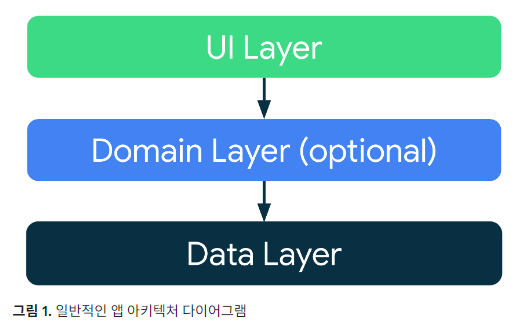 UI Layer
Domain Layer (optional)
Data Layer
그림 1. 일반적인 앱 아키텍처 다이어그램